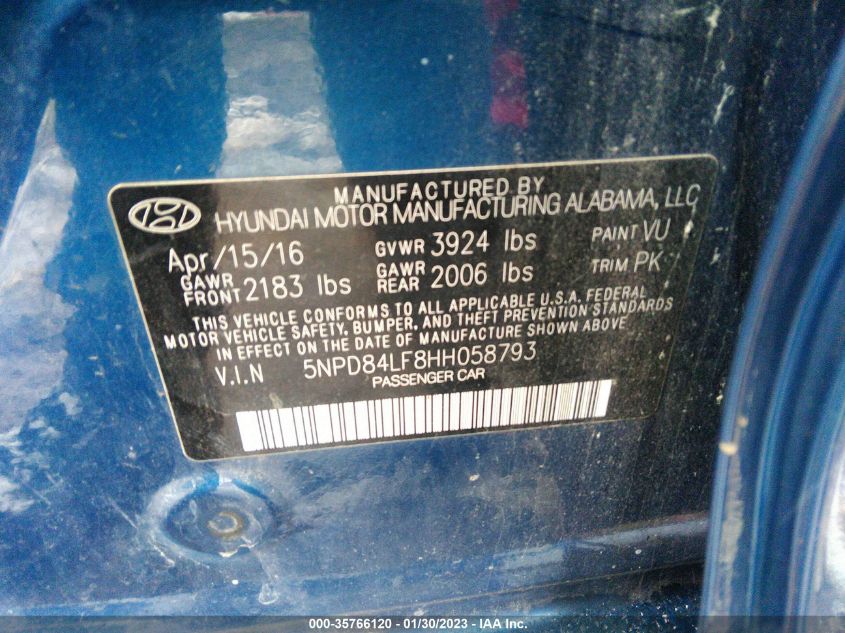 MANUFACTURED BY
HYUNDAI MOTOR MANUFACTURING ALABAMA, LLC
Apr/15/16 GVWR 3924 lbs PAINT VU
GAWR FRONT 2183 lbs GAWR REAR 2006 lbs TRIM PK
THIS VEHICLE CONFORMS TO ALL APPLICABLE U.S.A. FEDERAL
MOTOR VEHICLE SAFETY, BUMPER, AND THEFT PREVENTION STANDARDS
IN EFFECT ON THE DATE OF MANUFACTURE SHOWN ABOVE
V.I.N 5NPD84LF8HH058793
PASSENGER CAR
000-35766120 - 01/30/2023 - IAA Inc.